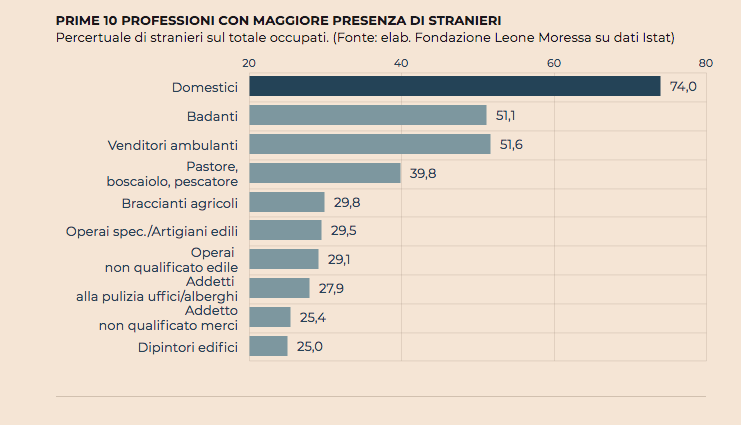 PRIME 10 PROFESSIONI CON MAGGIORE PRESENZA DI STRANIERI
Percertuale di stranieri sul totale occupati. (Fonte: elab. Fondazione Leone Moressa su dati Istat)
20 40 60 80
Domestici 74,0
Badanti 51,1
Venditori ambulanti 51,6
Pastore,
boscaiolo, pescatore 39,8
Braccianti agricoli 29,8
Operai spec./Artigiani edili 29,5
Operai
non qualificato edile 29,1
Addetti
alla pulizia uffici/alberghi 27,9
Addetto
non qualificato merci 25,4
Dipintori edifici 25,0